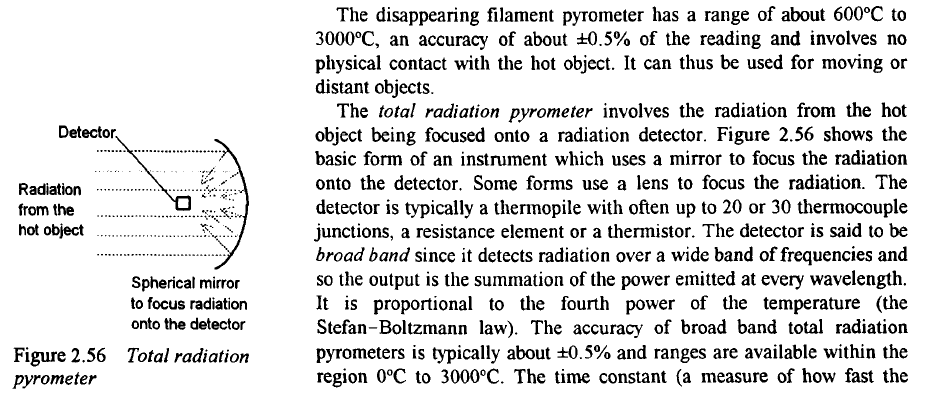 The disappearing filament pyrometer has a range of about 600°C to
3000°C, an accuracy of about ±0.5% of the reading and involves no
physical contact with the hot object. It can thus be used for moving or
distant objects.
The total radiation pyrometer involves the radiation from the hot
object being focused onto a radiation detector. Figure 2.56 shows the
basic form of an instrument which uses a mirror to focus the radiation
onto the detector. Some forms use a lens to focus the radiation. The
detector is typically a thermopile with often up to 20 or 30 thermocouple
junctions, a resistance element or a thermistor. The detector is said to be
broad band since it detects radiation over a wide band of frequencies and
so the output is the summation of the power emitted at every wavelength.
It is proportional to the fourth power of the temperature (the
Stefan–Boltzmann law). The accuracy of broad band total radiation
pyrometers is typically about ±0.5% and ranges are available within the
region 0°C to 3000°C. The time constant (a measure of how fast the
Detector
Radiation
from the
hot object
Spherical mirror
to focus radiation
onto the detector
Figure 2.56 Total radiation
pyrometer